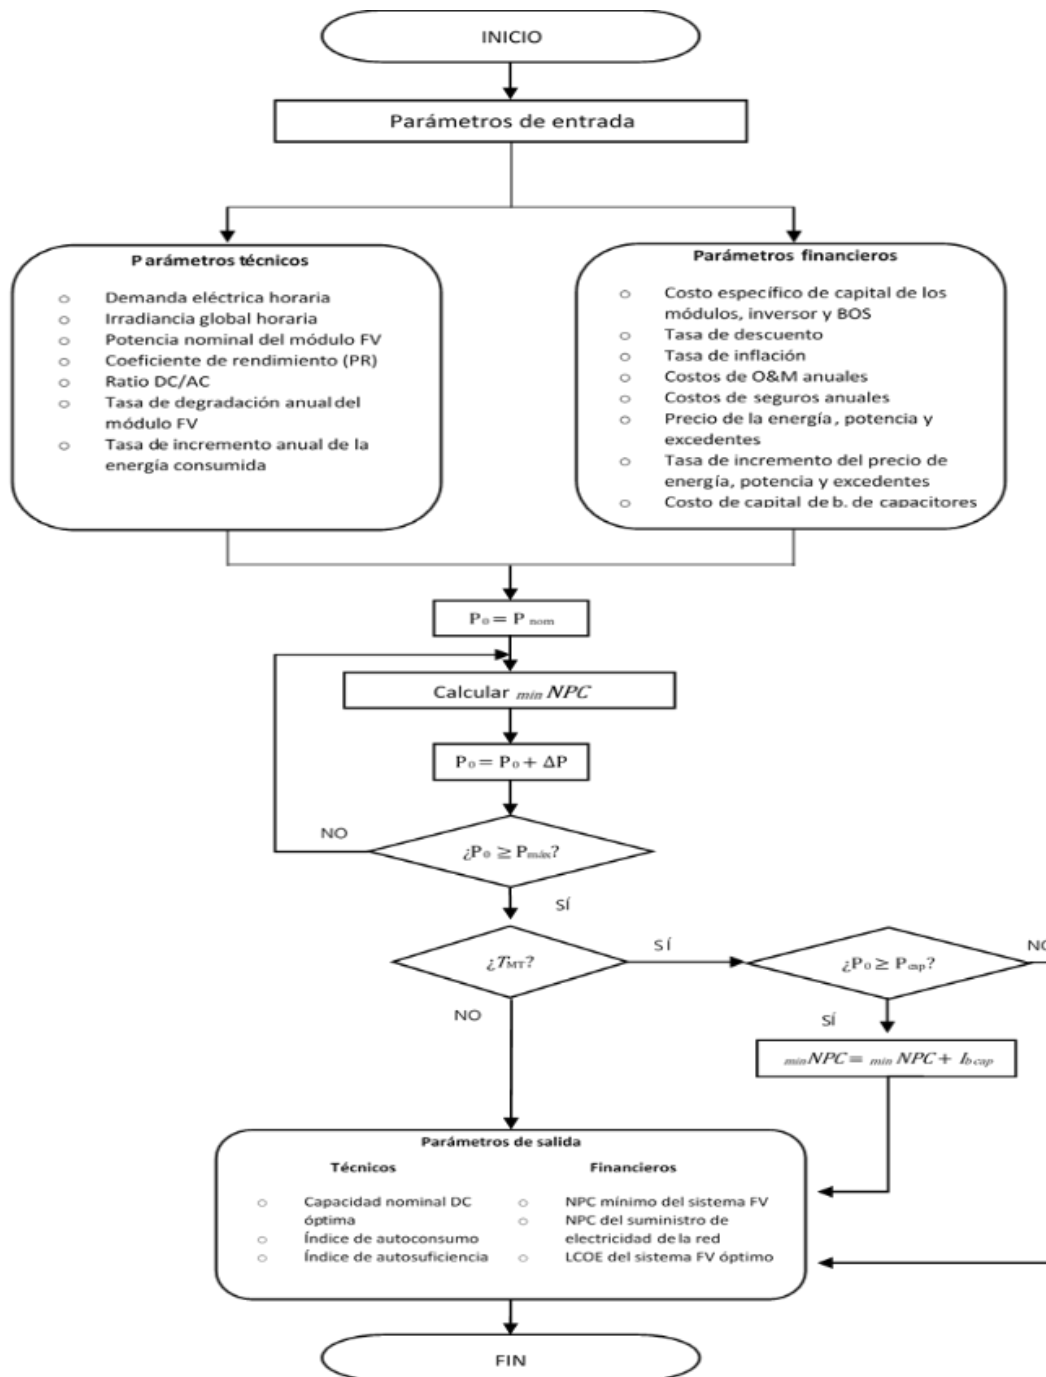 INICIO
Parámetros de entrada
Parámetros técnicos
○ Demanda eléctrica horaria
○ Irradiancia global horaria
○ Potencia nominal del módulo FV
○ Coeficiente de rendimiento (PR)
○ Ratio DC/AC
○ Tasa de degradación anual del
módulo FV
○ Tasa de incremento anual de la
energía consumida
Parámetros financieros
○ Costo específico de capital de los
módulos, inversor y BOS
○ Tasa de descuento
○ Tasa de inflación
○ Costos de O&M anuales
○ Costos de seguros anuales
○ Precio de la energía, potencia y
excedentes
○ Tasa de incremento del precio de
energía, potencia y excedentes
○ Costo de capital de b. de capacitores
P₀ = P nom
Calcular min NPC
P₀ = P₀ + ΔP
NO
¿P₀ ≥ Pmáx?
SÍ
¿TMT?
SÍ
¿P₀ ≥ Pcap?
NO
NO
SÍ
minNPC = min NPC + Ib cap
Parámetros de salida
Técnicos
○ Capacidad nominal DC
óptima
○ Índice de autoconsumo
○ Índice de autosuficiencia
Financieros
○ NPC mínimo del sistema FV
○ NPC del suministro de
electricidad de la red
○ LCOE del sistema FV óptimo
FIN